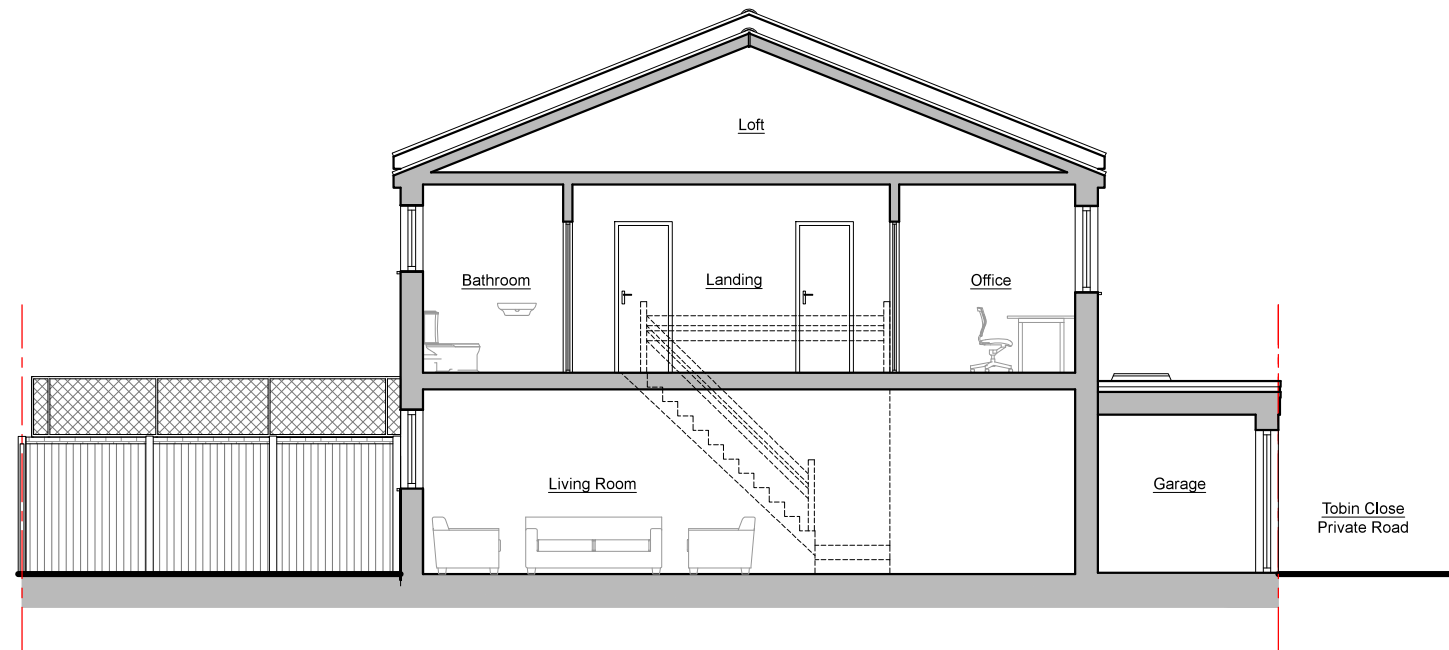 Loft
Bathroom
Landing
Office
Living Room
Garage
Tobin Close
Private Road